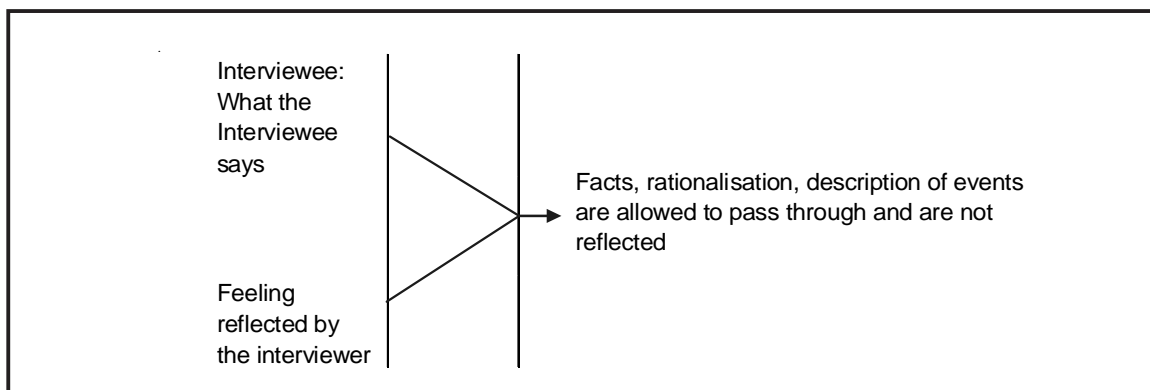 Interviewee:
What the
Interviewee
says
Facts, rationalisation, description of events
are allowed to pass through and are not
reflected
Feeling
reflected by
the interviewer